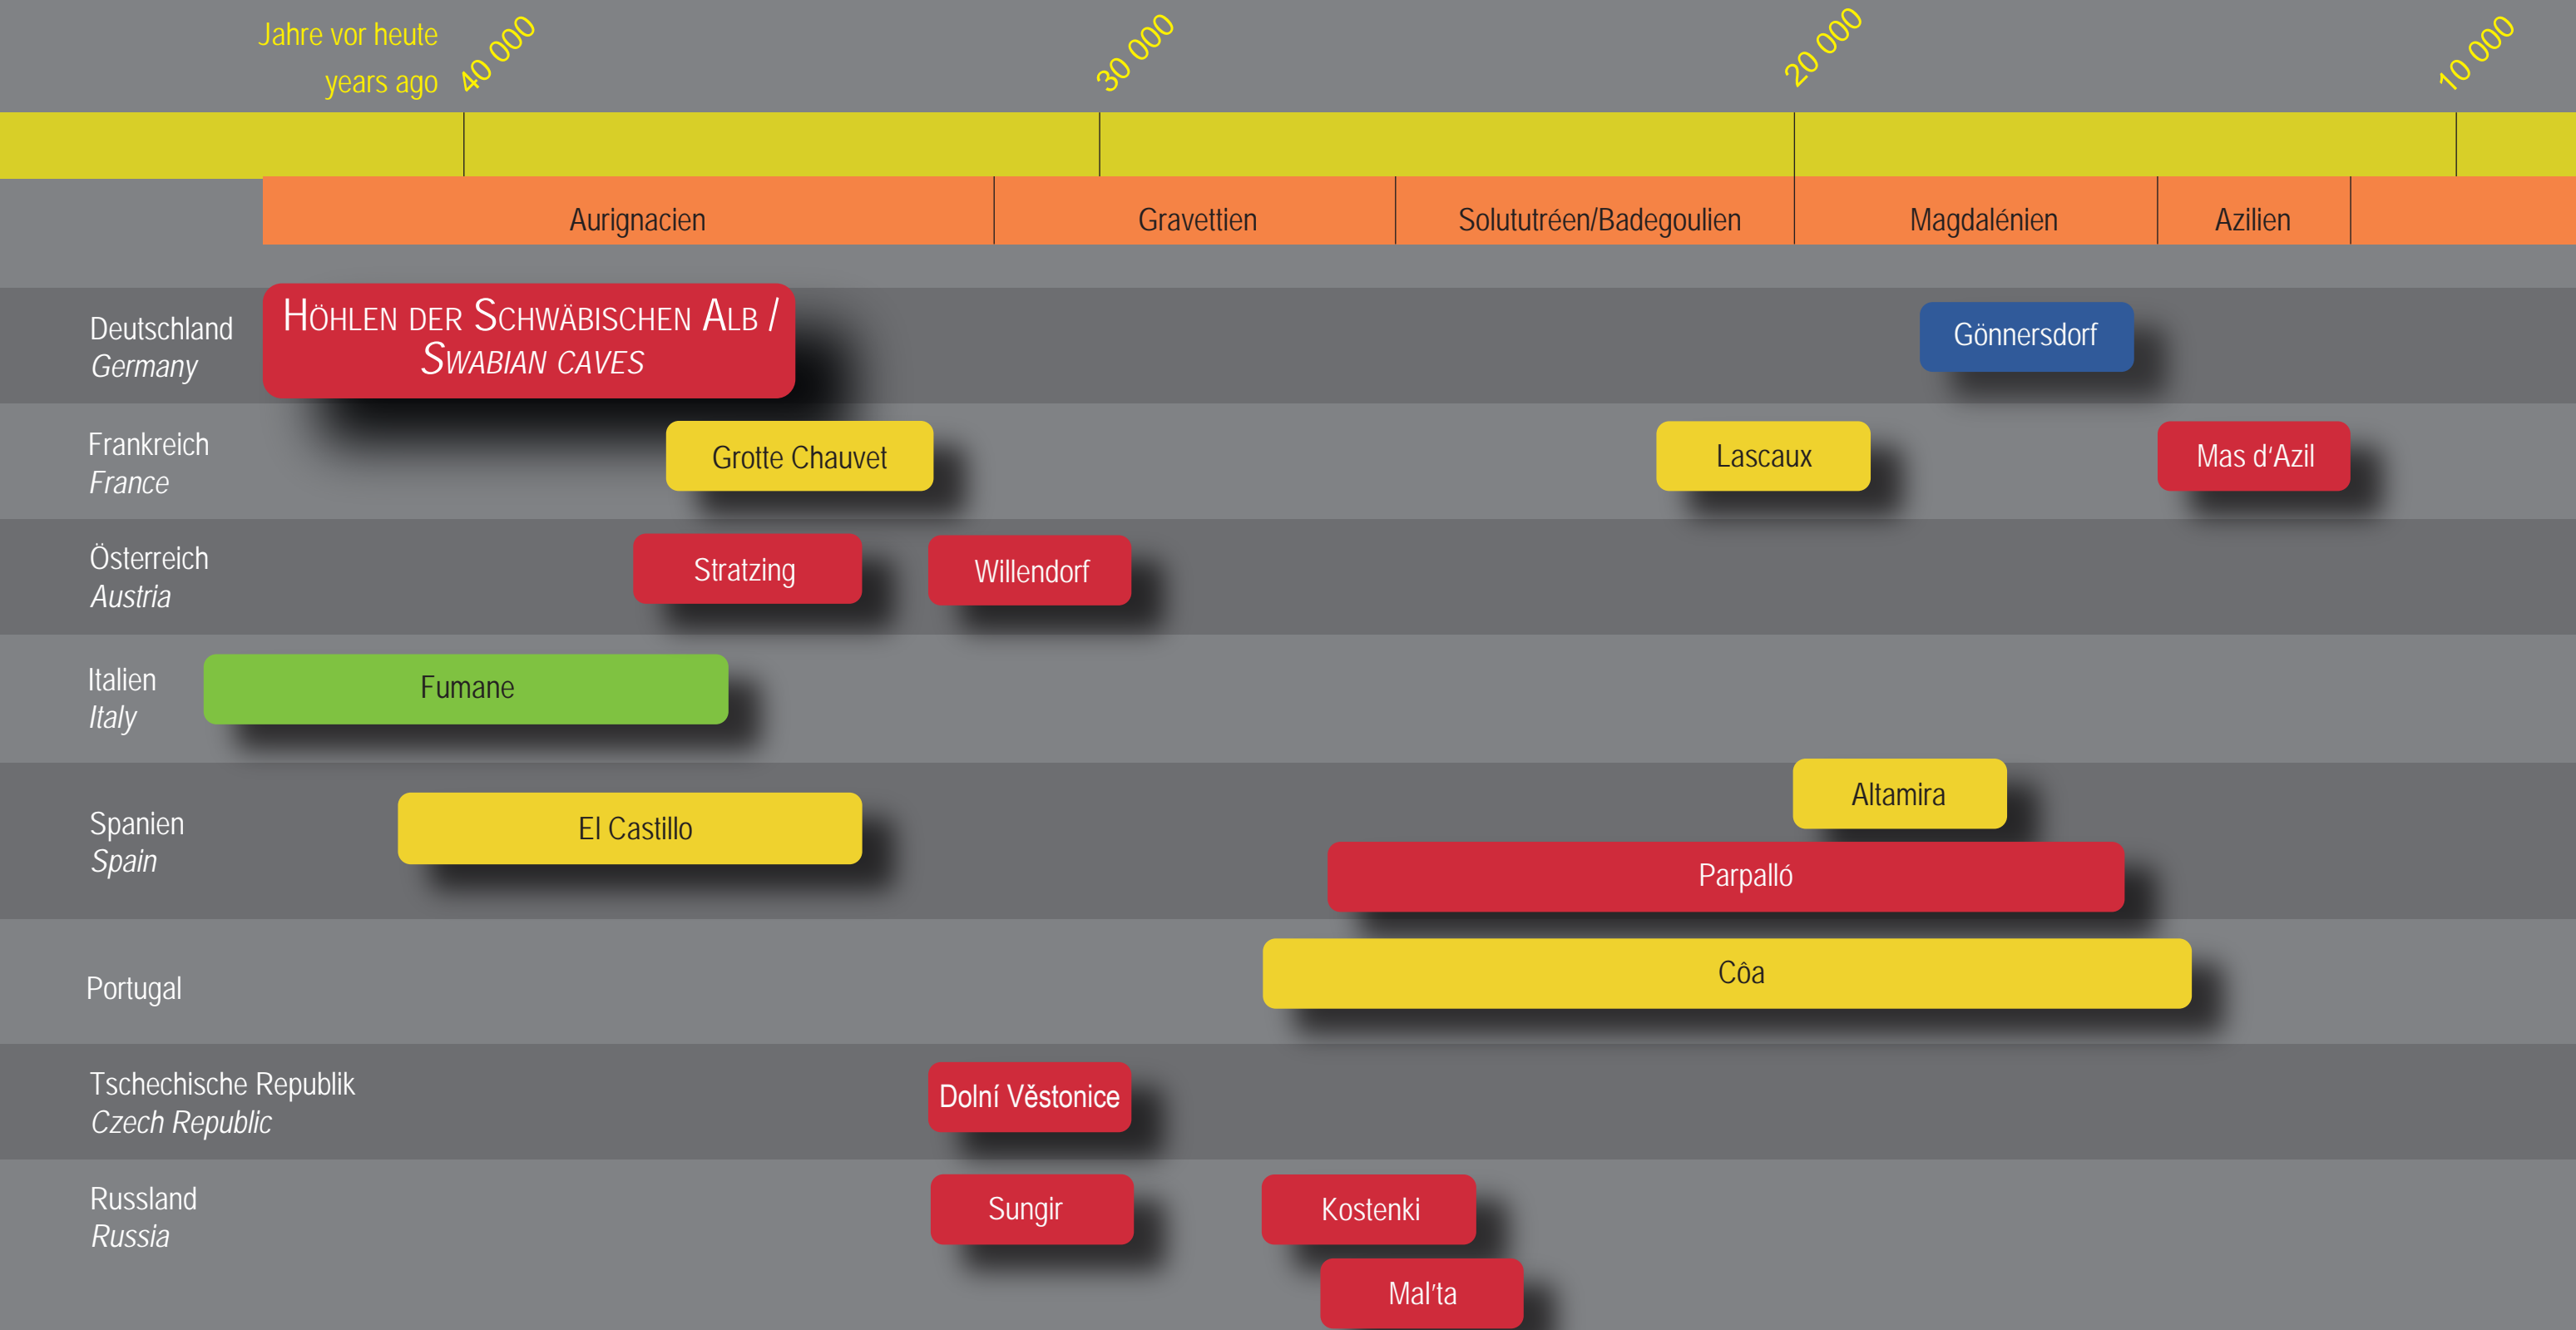 Jahre vor heute
years ago
40 000
30 000
20 000
10 000
Aurignacien
Gravettien
Solututréen/Badegoulien
Magdalénien
Azilien
Deutschland
Germany
HÖHLEN DER SCHWÄBISCHEN ALB /
SWABIAN CAVES
Gönnersdorf
Frankreich
France
Grotte Chauvet
Lascaux
Mas d‘Azil
Österreich
Austria
Stratzing
Willendorf
Italien
Italy
Fumane
Spanien
Spain
El Castillo
Altamira
Parpalló
Portugal
Côa
Tschechische Republik
Czech Republic
Dolní Věstonice
Russland
Russia
Sungir
Kostenki
Mal’ta